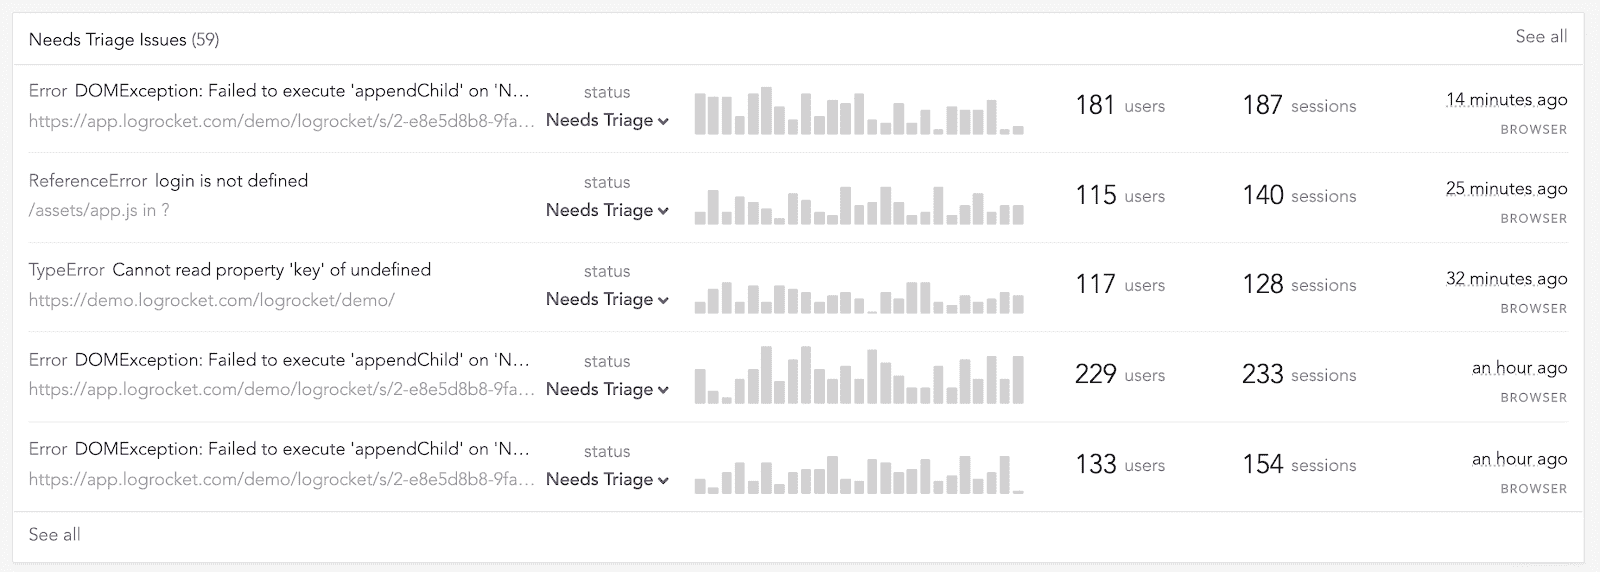 Needs Triage Issues (59)
See all
Error DOMException: Failed to execute 'appendChild' on 'N...
https://app.logrocket.com/demo/logrocket/s/2-e8e5d8b8-9fa...
status
Needs Triage
181 users
187 sessions
14 minutes ago
BROWSER
ReferenceError login is not defined
/assets/app.js in ?
status
Needs Triage
115 users
140 sessions
25 minutes ago
BROWSER
TypeError Cannot read property 'key' of undefined
https://demo.logrocket.com/logrocket/demo/
status
Needs Triage
117 users
128 sessions
32 minutes ago
BROWSER
Error DOMException: Failed to execute 'appendChild' on 'N...
https://app.logrocket.com/demo/logrocket/s/2-e8e5d8b8-9fa...
status
Needs Triage
229 users
233 sessions
an hour ago
BROWSER
Error DOMException: Failed to execute 'appendChild' on 'N...
https://app.logrocket.com/demo/logrocket/s/2-e8e5d8b8-9fa...
status
Needs Triage
133 users
154 sessions
an hour ago
BROWSER
See all